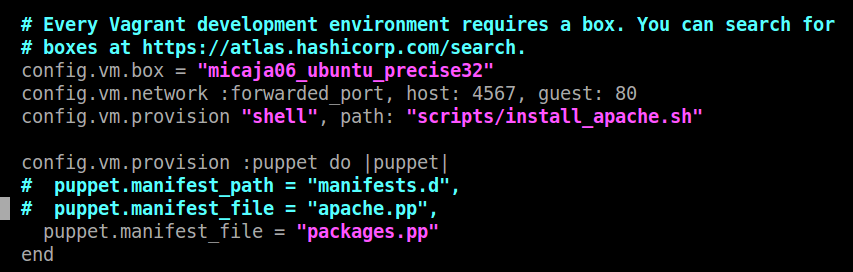 # Every Vagrant development environment requires a box. You can search for
# boxes at https://atlas.hashicorp.com/search.
config.vm.box = "micaja06_ubuntu_precise32"
config.vm.network :forwarded_port, host: 4567, guest: 80
config.vm.provision "shell", path: "scripts/install_apache.sh"

config.vm.provision :puppet do |puppet|
#  puppet.manifest_path = "manifests.d",
#  puppet.manifest_file = "apache.pp",
  puppet.manifest_file = "packages.pp"
end